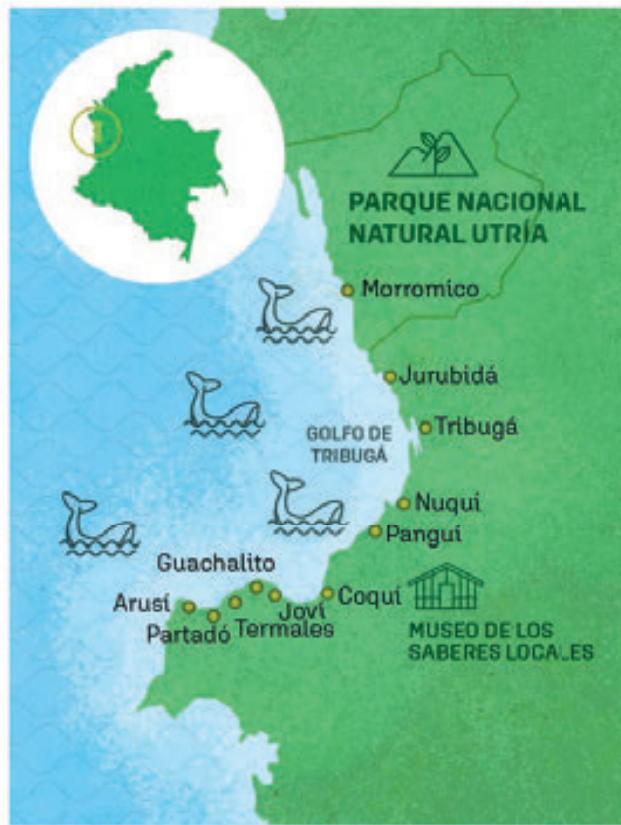 PARQUE NACIONAL
NATURAL UTRÍA
Morromico
Jurubidá
Tribugá
GOLFO DE
TRIBUGÁ
Nuquí
Panguí
Guachalito
Coquí
Arusí
Joví
Termales
Partadó
MUSEO DE LOS
SABERES LOCALES